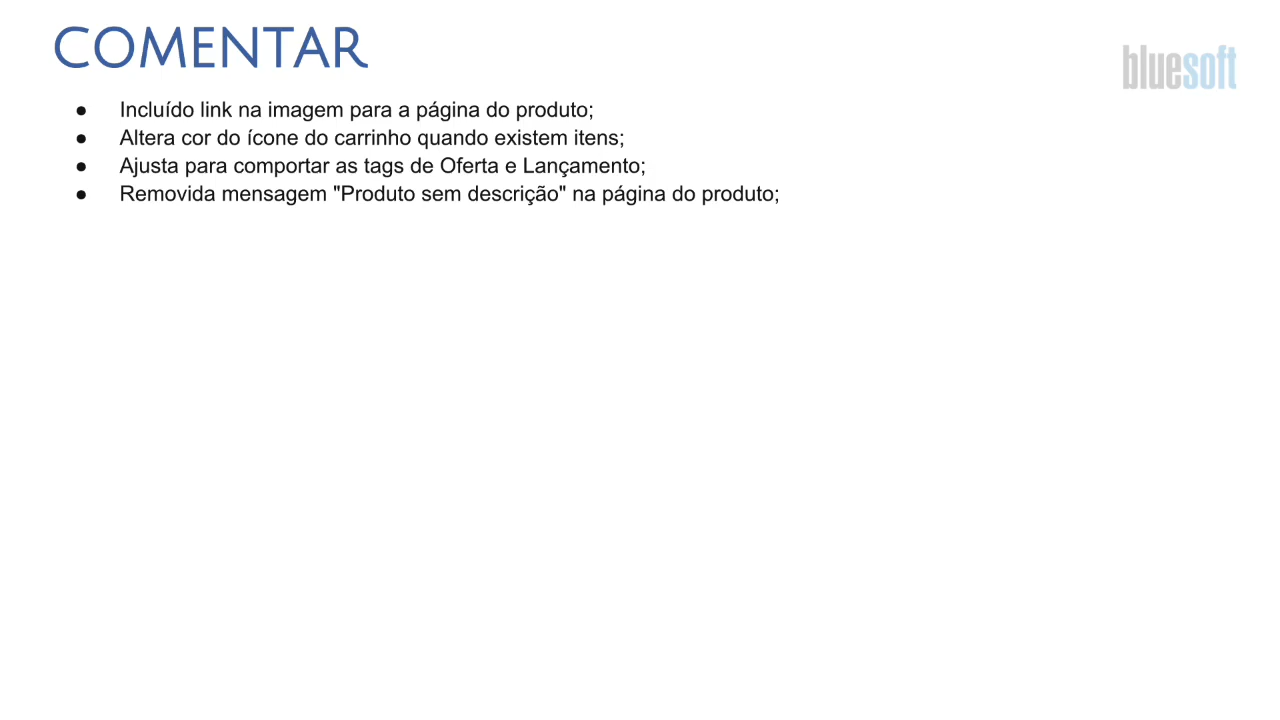 COMENTAR
bluesoft
● Incluído link na imagem para a página do produto;
● Altera cor do ícone do carrinho quando existem itens;
● Ajusta para comportar as tags de Oferta e Lançamento;
● Removida mensagem "Produto sem descrição" na página do produto;